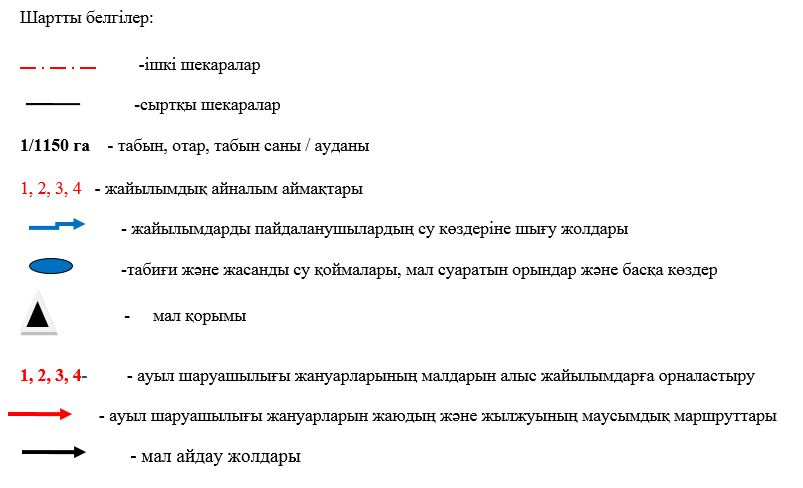 Шартты белгілер:
-ішкі шекаралар
-сыртқы шекаралар
1/1150 га - табын, отар, табын саны / ауданы
1, 2, 3, 4 - жайылымдық айналым аймақтары
- жайылымдарды пайдаланушылардың су көздеріне шығу жолдары
-табиғи және жасанды су қоймалары, мал суаратын орындар және басқа көздер
- мал қорымы
1, 2, 3, 4- - ауыл шаруашылығы жануарларының малдарын алыс жайылымдарға орналастыру
- ауыл шаруашылығы жануарларын жаюдың және жылжуының маусымдық маршруттары
- мал айдау жолдары